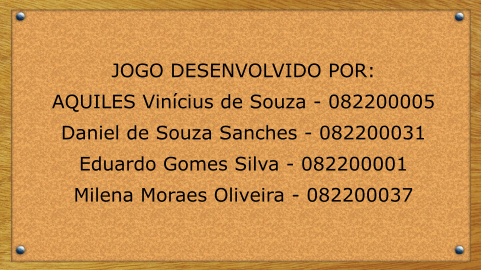 JOGO DESENVOLVIDO POR:
AQUILES Vinícius de Souza - 082200005
Daniel de Souza Sanches - 082200031
Eduardo Gomes Silva - 082200001
Milena Moraes Oliveira - 082200037